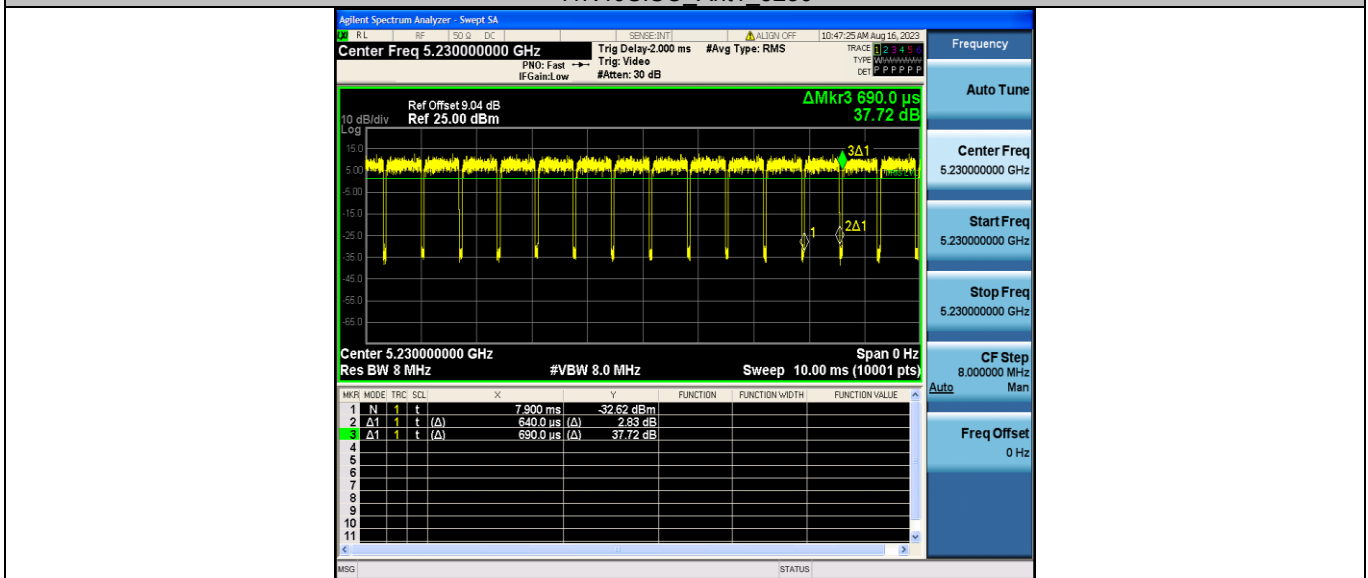 Agilent Spectrum Analyzer - Swept SA
RL RF 50 Ω DC SENSE:INT ALIGN OFF 10:47:25 AM Aug 16, 2023
Center Freq 5.230000000 GHz
PNO: Fast
IFGain:Low
Trig Delay-2.000 ms
Trig: Video
#Atten: 30 dB
#Avg Type: RMS
TRACE 1 2 3 4 5 6
TYPE
DET P P P P P P
ΔMkr3 690.0 µs
37.72 dB
10 dB/div
Log
Ref Offset 9.04 dB
Ref 25.00 dBm
15.0
5.00
-5.00
-15.0
-25.0
-35.0
-45.0
-55.0
-65.0
3Δ1
1
2Δ1
Center 5.230000000 GHz Span 0 Hz
Res BW 8 MHz #VBW 8.0 MHz Sweep 10.00 ms (10001 pts)
MKR MODE TRC SCL X Y FUNCTION FUNCTION WIDTH FUNCTION VALUE
1 N 1 t 7.900 ms -32.62 dBm
2 Δ1 1 t (Δ) 640.0 µs (Δ) 2.83 dB
3 Δ1 1 t (Δ) 690.0 µs (Δ) 37.72 dB
4
5
6
7
8
9
10
11
MSG STATUS
Frequency
Auto Tune
Center Freq
5.230000000 GHz
Start Freq
5.230000000 GHz
Stop Freq
5.230000000 GHz
CF Step
8.000000 MHz
Auto Man
Freq Offset
0 Hz